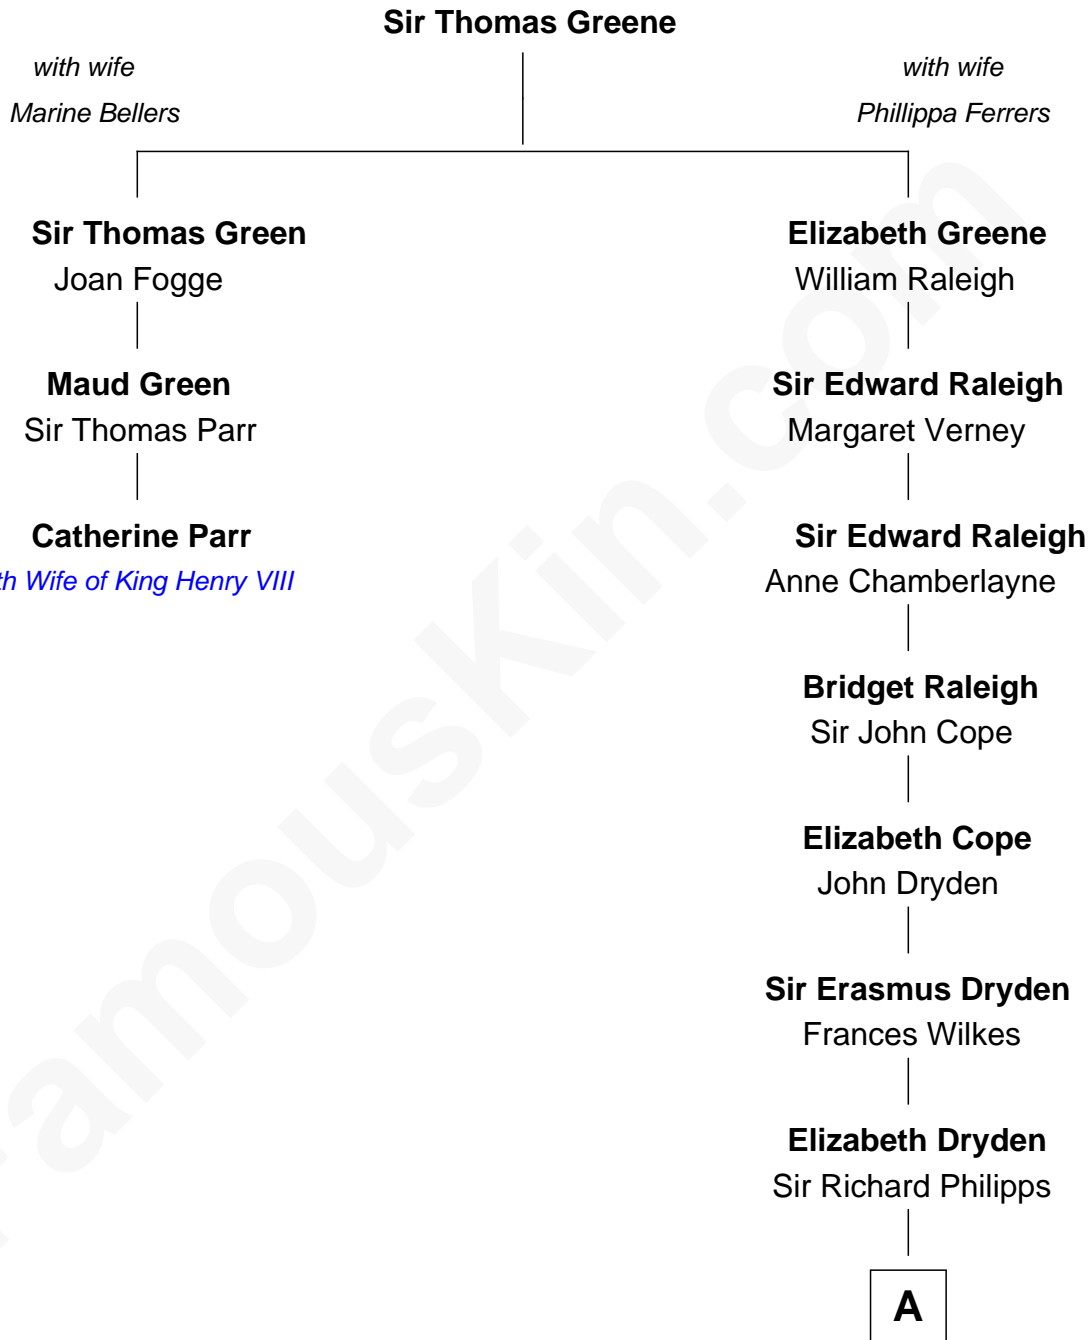 Sir Thomas Greene
with wife
Marine Bellers
with wife
Phillippa Ferrers
Sir Thomas Green
Joan Fogge
Elizabeth Greene
William Raleigh
Maud Green
Sir Thomas Parr
Sir Edward Raleigh
Margaret Verney
Catherine Parr
th Wife of King Henry VIII
Sir Edward Raleigh
Anne Chamberlayne
Bridget Raleigh
Sir John Cope
Elizabeth Cope
John Dryden
Sir Erasmus Dryden
Frances Wilkes
Elizabeth Dryden
Sir Richard Philipps
A
FamousKin.com